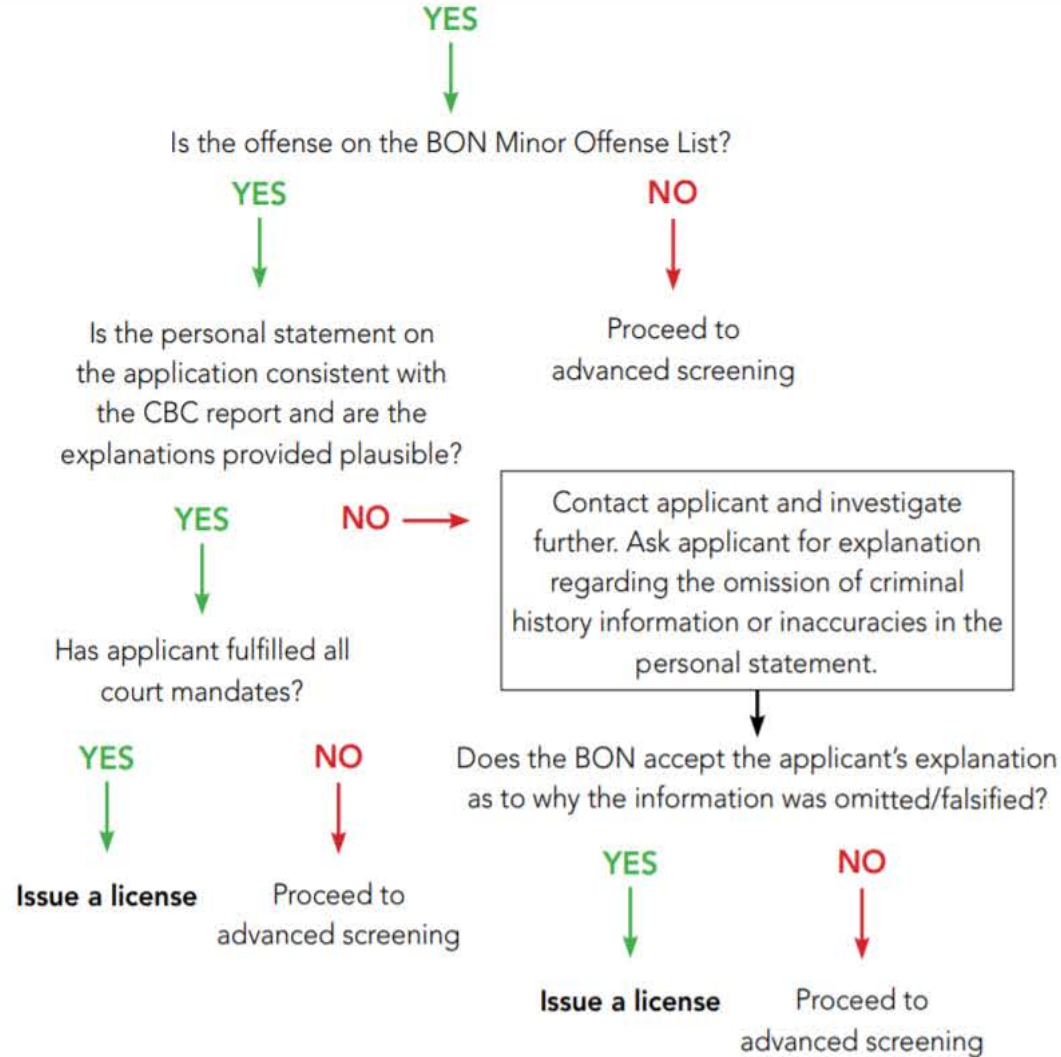 YES
Is the offense on the BON Minor Offense List?
YES
NO
Is the personal statement on
the application consistent with
the CBC report and are the
explanations provided plausible?
Proceed to
advanced screening
YES
NO
Contact applicant and investigate
further. Ask applicant for explanation
regarding the omission of criminal
history information or inaccuracies in the
personal statement.
Has applicant fulfilled all
court mandates?
YES
NO
Does the BON accept the applicant’s explanation
as to why the information was omitted/falsified?
Issue a license
Proceed to
advanced screening
YES
NO
Issue a license
Proceed to
advanced screening